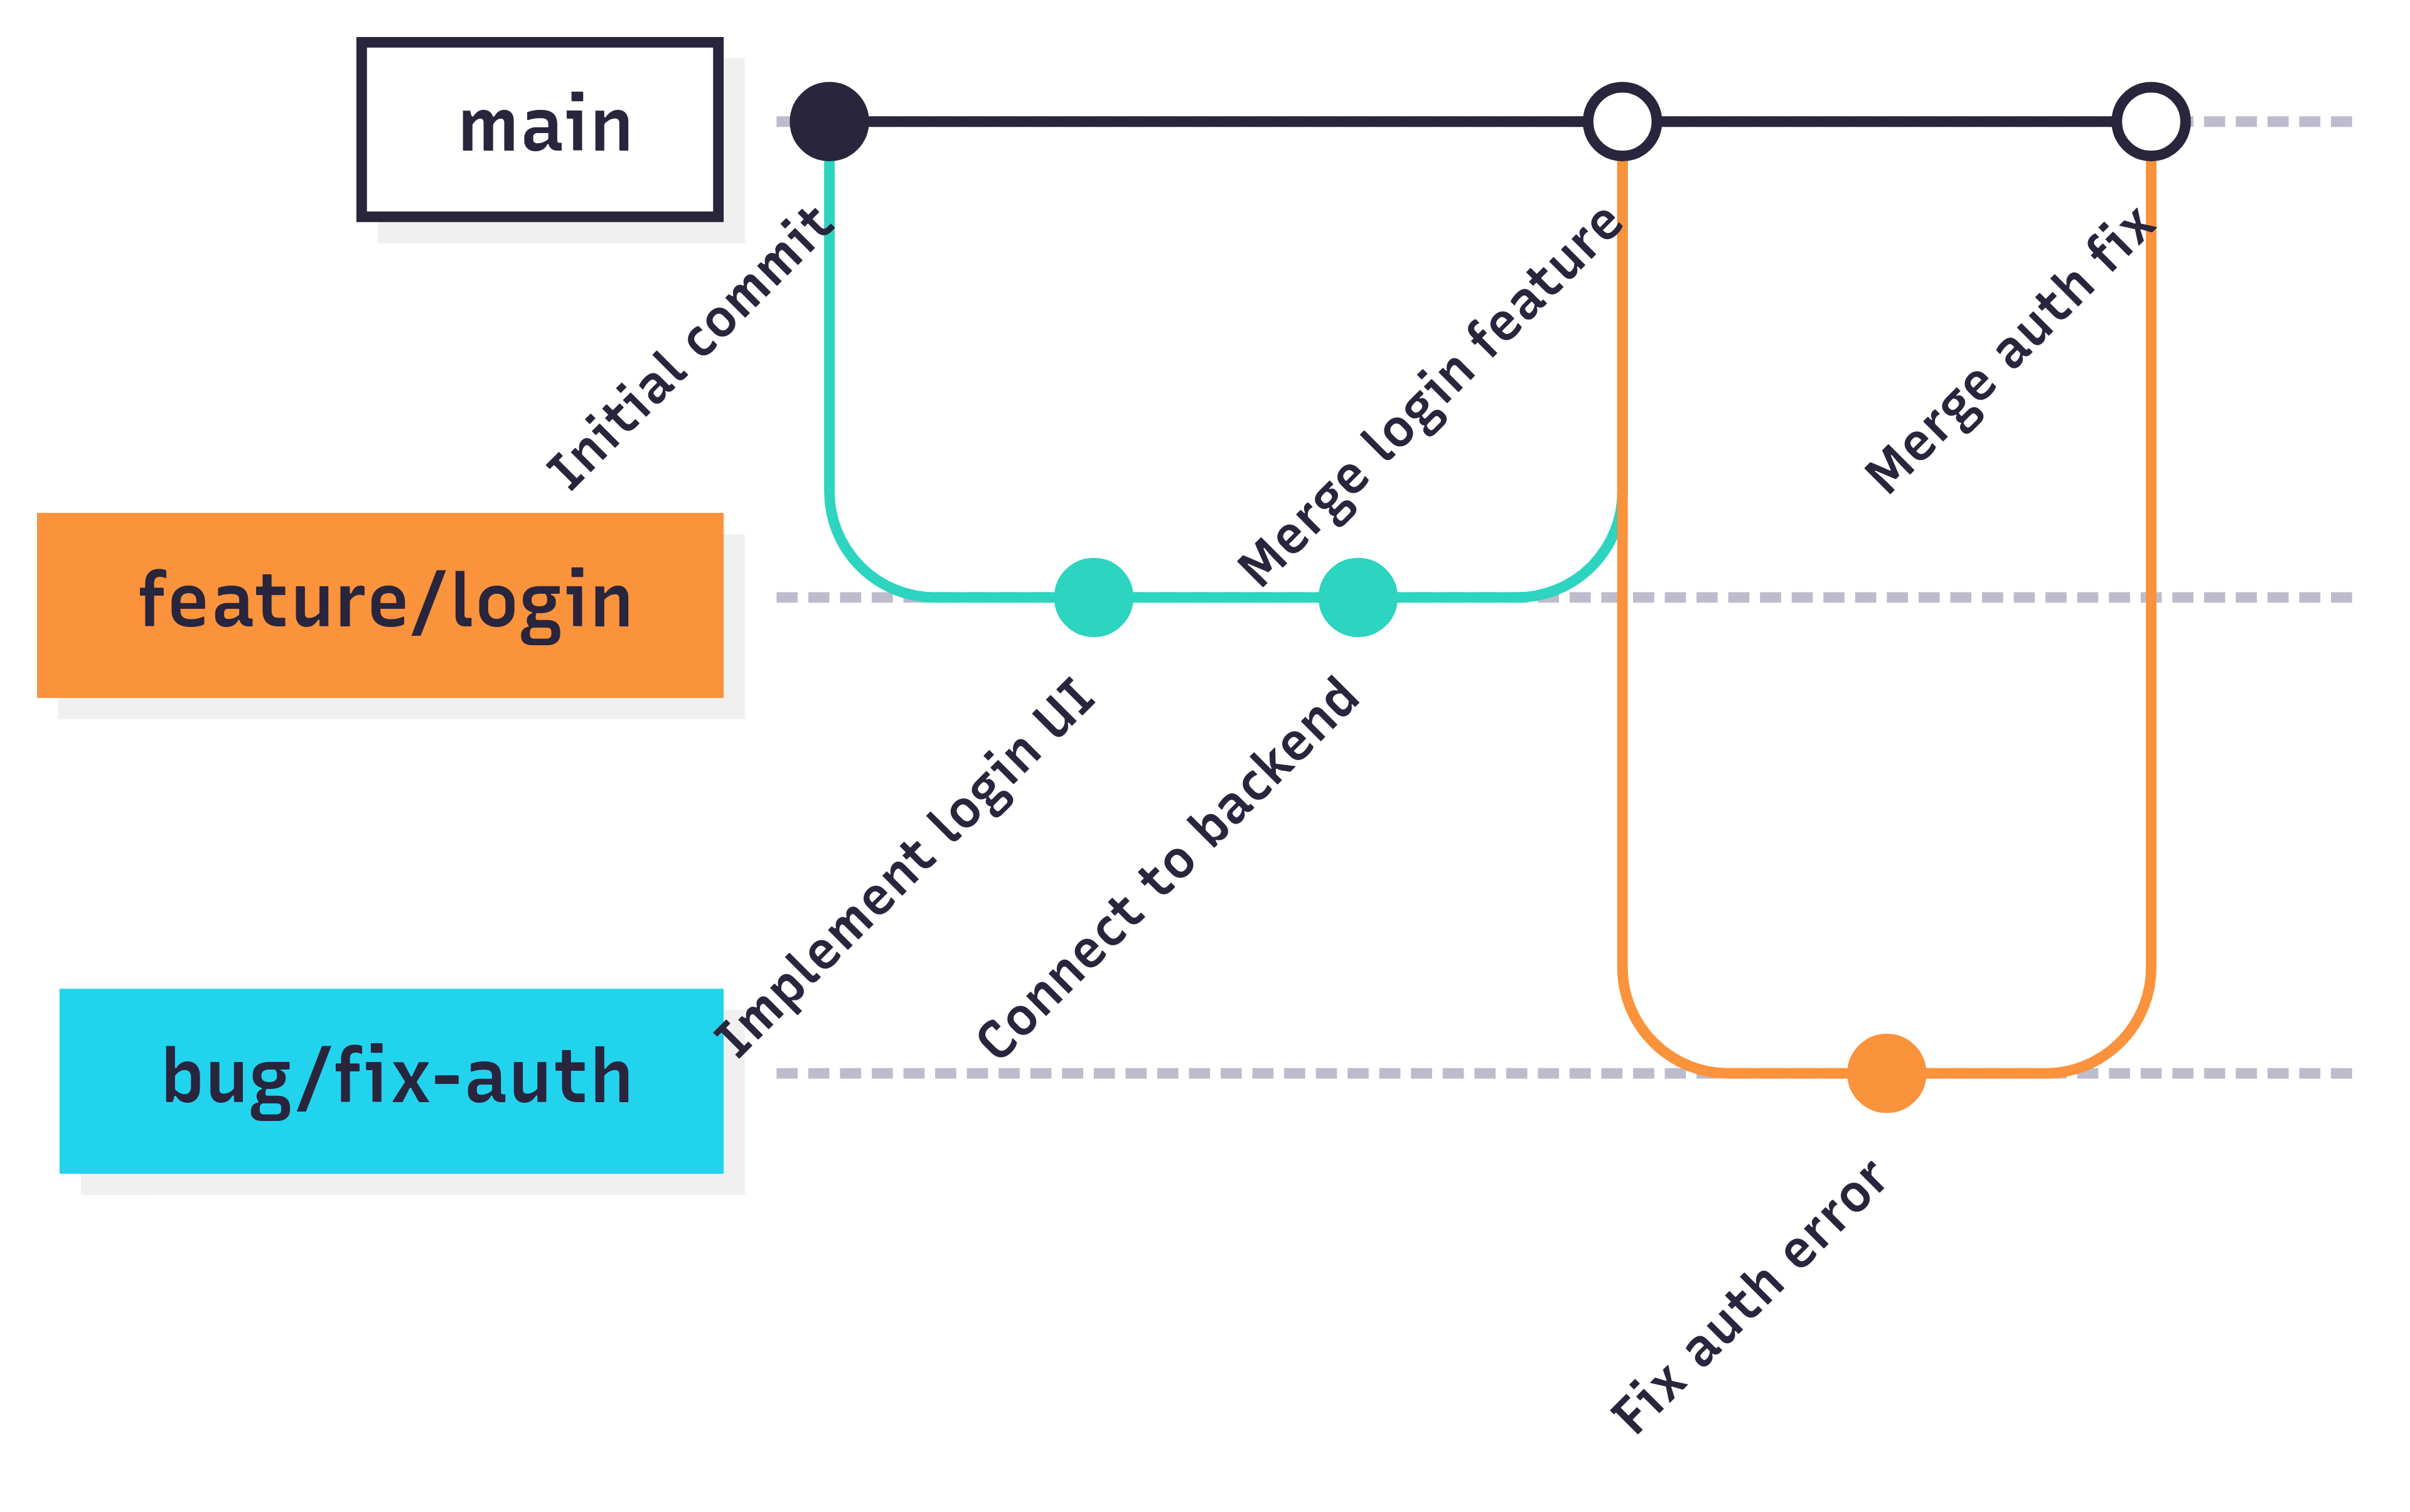 main
Initial commit
Merge login feature
Merge auth fix
feature/login
Implement login UI
Connect to backend
bug/fix-auth
Fix auth error